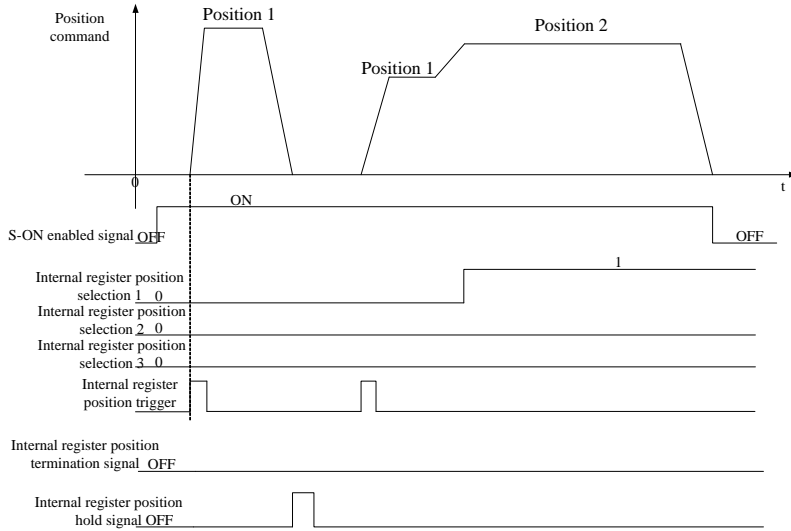 Position
command
Position 1
Position 1
Position 2
0
t
ON
S-ON enabled signal OFF
OFF
Internal register position
selection 1 0
1
Internal register position
selection 2 0
Internal register position
selection 3 0
Internal register
position trigger
Internal register position
termination signal OFF
Internal register position
hold signal OFF